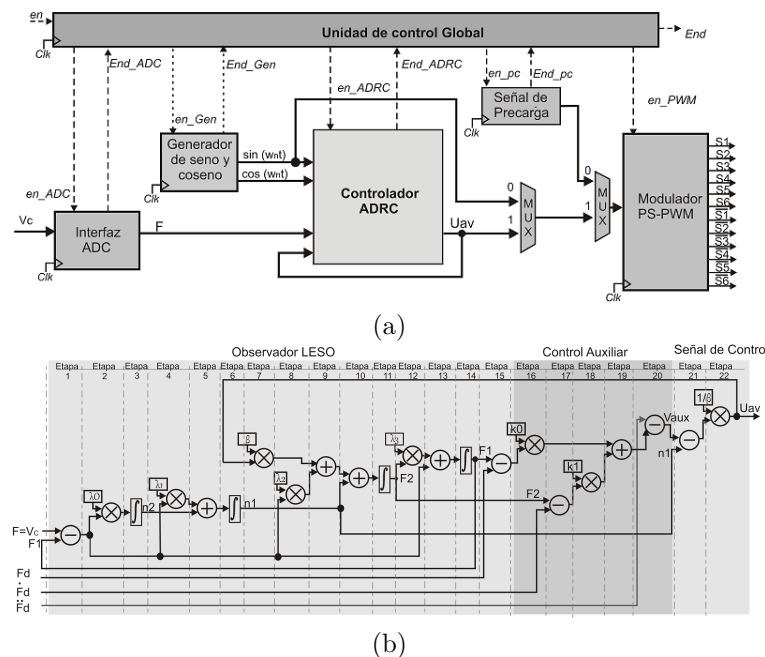 en
Unidad de control Global
Clk
End
End_ADC
End_Gen
End_ADRC
en_pc
End_pc
en_ADRC
en_Gen
en_PWM
Señal de
Precarga
Clk
Generador
de seno y
coseno
Clk
sin (wnt)
cos (wnt)
en_ADC
Controlador
ADRC
Vc
Interfaz
ADC
Clk
F
Uav
0
1
MUX
0
1
MUX
Modulador
PS-PWM
Clk
S1
S2
S3
S4
S5
S6
S1
S2
S3
S4
S5
S6
(a)
Observador LESO
Control Auxiliar
Señal de Contro
Etapa 1
Etapa 2
Etapa 3
Etapa 4
Etapa 5
Etapa 6
Etapa 7
Etapa 8
Etapa 9
Etapa 10
Etapa 11
Etapa 12
Etapa 13
Etapa 14
Etapa 15
Etapa 16
Etapa 17
Etapa 18
Etapa 19
Etapa 20
Etapa 21
Etapa 22
1/β
Uav
Vaux
n1
k0
β
λ3
F1
k1
F2
λ2
F2
λ1
λ0
n2
n1
F=Vc
F1
Fd
Ḟd
F̈d
(b)